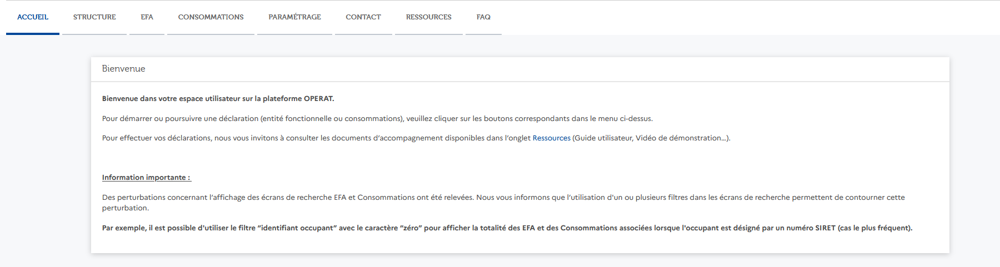 ACCUEIL STRUCTURE EFA CONSOMMATIONS PARAMÉTRAGE CONTACT RESSOURCES FAQ
Bienvenue
Bienvenue dans votre espace utilisateur sur la plateforme OPERAT.
Pour démarrer ou poursuivre une déclaration (entité fonctionnelle ou consommations), veuillez cliquer sur les boutons correspondants dans le menu ci-dessus.
Pour effectuer vos déclarations, nous vous invitons à consulter les documents d’accompagnement disponibles dans l’onglet Ressources (Guide utilisateur, Vidéo de démonstration…).
Information importante :
Des perturbations concernant l’affichage des écrans de recherche EFA et Consommations ont été relevées. Nous vous informons que l’utilisation d'un ou plusieurs filtres dans les écrans de recherche permettent de contourner cette
perturbation.
Par exemple, il est possible d'utiliser le filtre “identifiant occupant” avec le caractère “zéro” pour afficher la totalité des EFA et des Consommations associées lorsque l'occupant est désigné par un numéro SIRET (cas le plus fréquent).